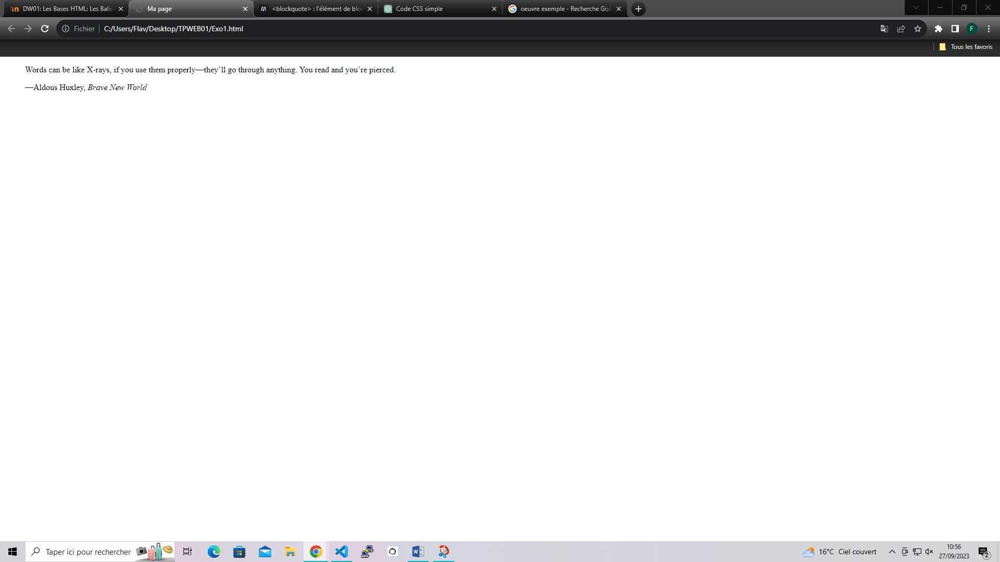 DW01: Les Bases HTML: Les Balis
Ma page
<blockquote> : l'élément de bloc
Code CSS simple
oeuvre exemple - Recherche Goo
Fichier
C:/Users/Flav/Desktop/TPWEB01/Exo1.html
F
Tous les favoris
Words can be like X-rays, if you use them properly—they’ll go through anything. You read and you’re pierced.
—Aldous Huxley, Brave New World
Taper ici pour rechercher
16°C Ciel couvert
10:56
27/09/2023
2